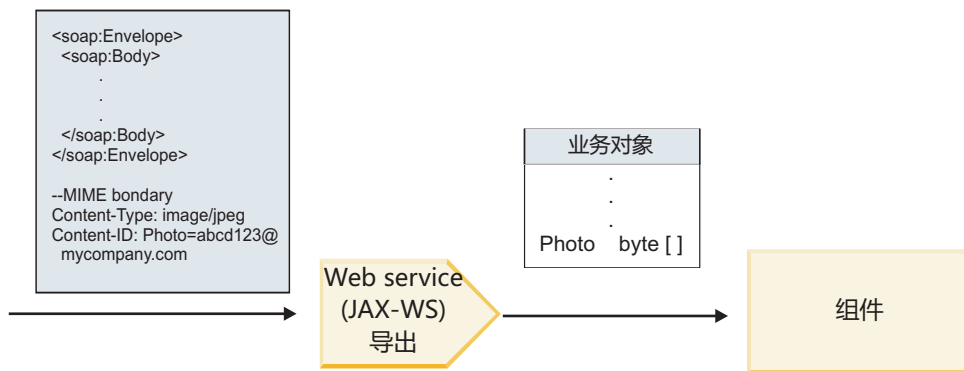 <soap:Envelope>
<soap:Body>
.
.
.
</soap:Body>
</soap:Envelope>
--MIME bondary
Content-Type: image/jpeg
Content-ID: Photo=abcd123@
mycompany.com
Web service
(JAX-WS)
导出
业务对象
.
.
.
Photo byte [ ]
组件